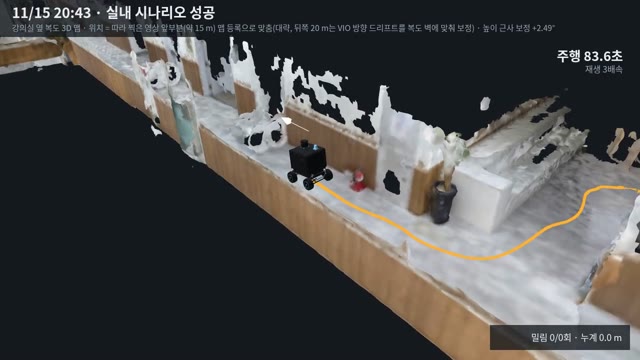 11/15 20:43 · 실내 시나리오 성공
강의실 옆 복도 3D 맵 · 위치 = 따라 찍은 영상 앞부분(약 15 m) 맵 등록으로 맞춤(대략, 뒤쪽 20 m는 VIO 방향 드리프트를 복도 벽에 맞춰 보정) · 높이 근사 보정 +2.49°
주행 83.6초
재생 3배속
밀림 0/0회 · 누계 0.0 m